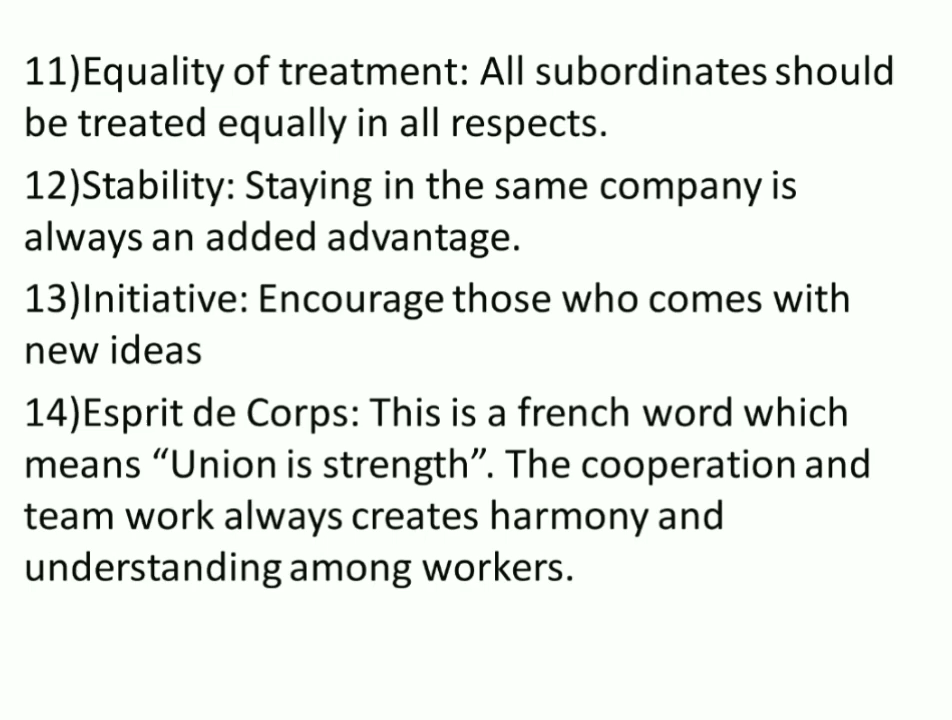 11)Equality of treatment: All subordinates should
be treated equally in all respects.
12)Stability: Staying in the same company is
always an added advantage.
13)Initiative: Encourage those who comes with
new ideas
14)Esprit de Corps: This is a french word which
means “Union is strength”. The cooperation and
team work always creates harmony and
understanding among workers.